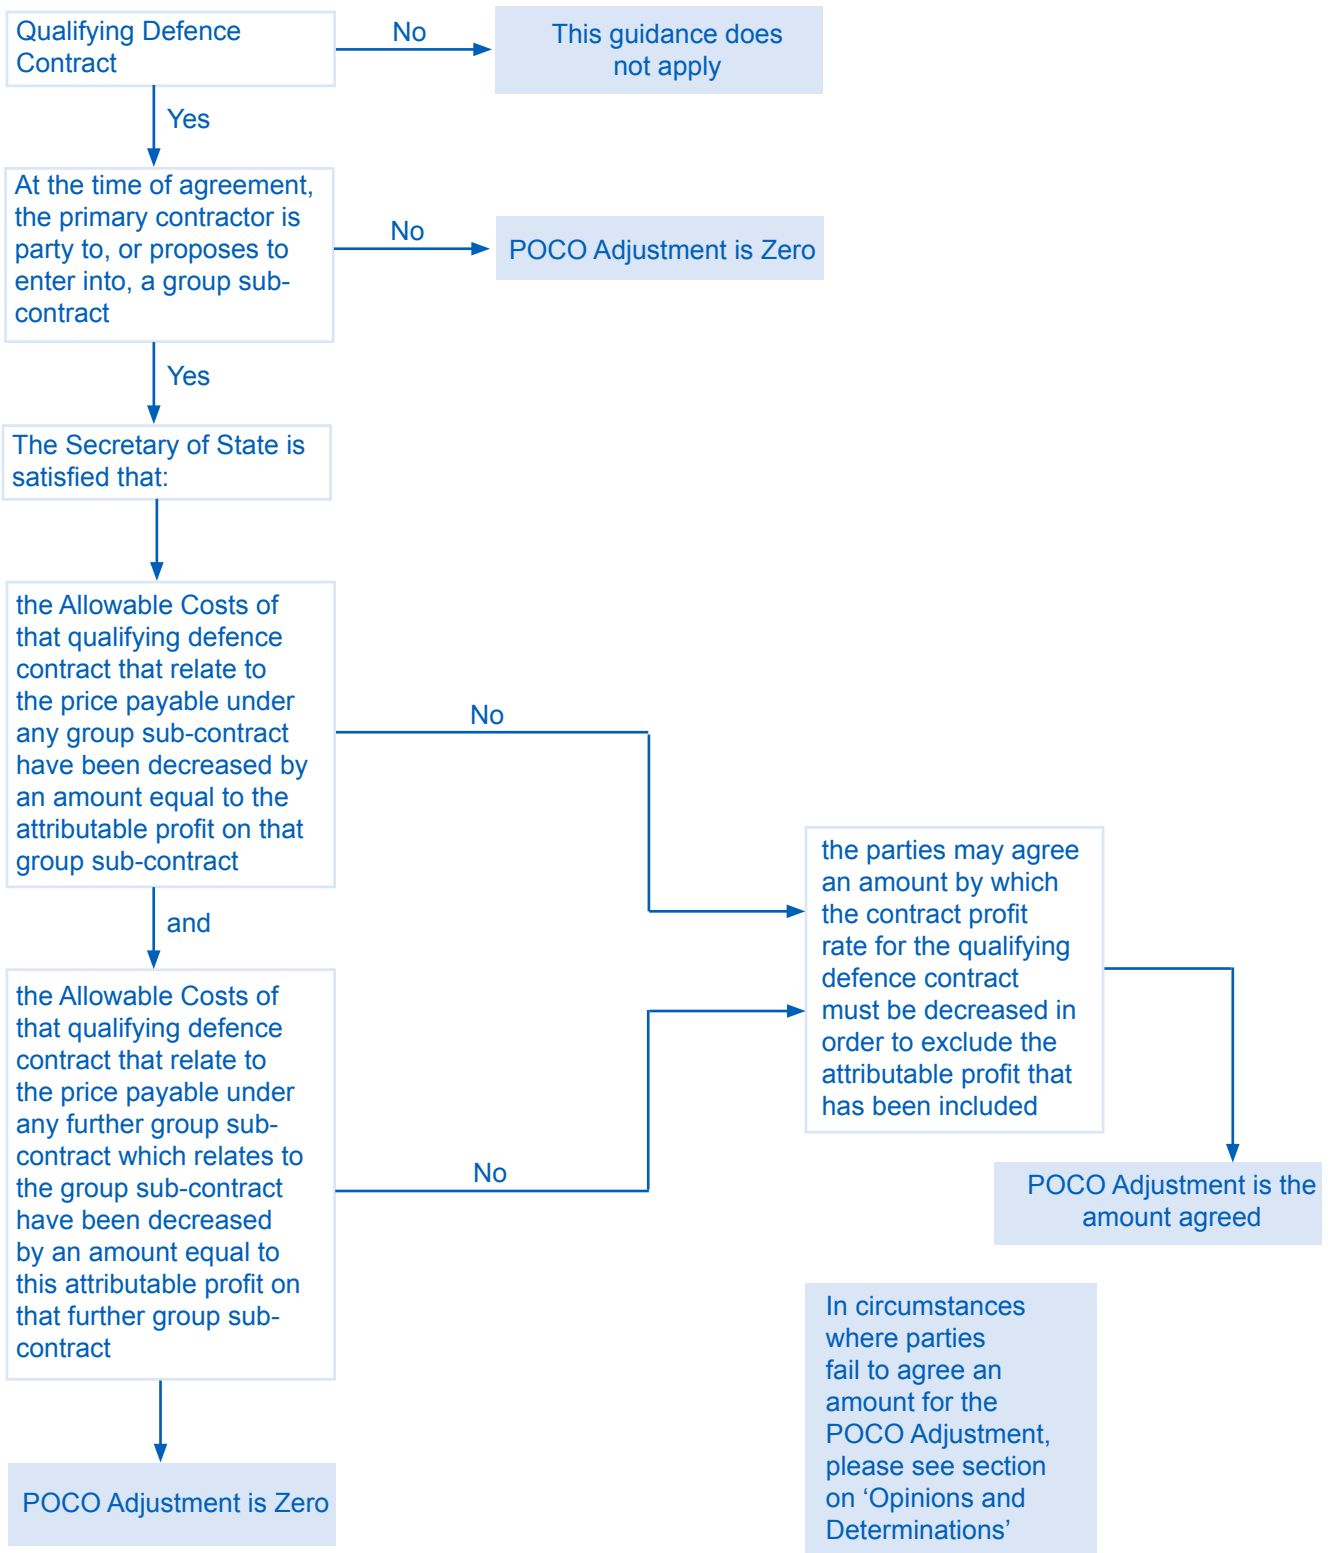 Qualifying Defence
Contract
No
This guidance does
not apply
Yes
At the time of agreement,
the primary contractor is
party to, or proposes to
enter into, a group sub-
contract
No
POCO Adjustment is Zero
Yes
The Secretary of State is
satisfied that:
the Allowable Costs of
that qualifying defence
contract that relate to
the price payable under
any group sub-contract
have been decreased by
an amount equal to the
attributable profit on that
group sub-contract
No
and
the Allowable Costs of
that qualifying defence
contract that relate to
the price payable under
any further group sub-
contract which relates to
the group sub-contract
have been decreased
by an amount equal to
this attributable profit on
that further group sub-
contract
No
the parties may agree
an amount by which
the contract profit
rate for the qualifying
defence contract
must be decreased in
order to exclude the
attributable profit that
has been included
POCO Adjustment is the
amount agreed
In circumstances
where parties
fail to agree an
amount for the
POCO Adjustment,
please see section
on ‘Opinions and
Determinations’
POCO Adjustment is Zero